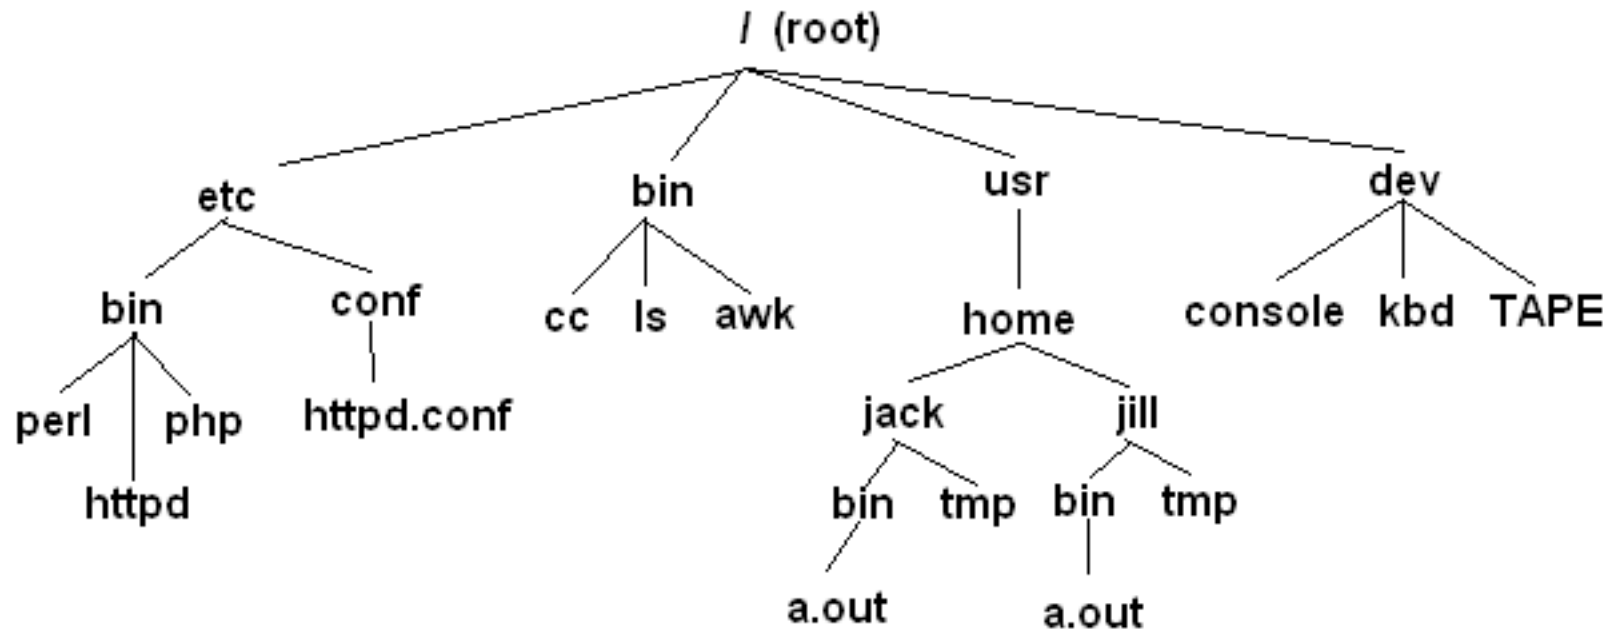 / (root)
etc bin usr dev
bin conf cc ls awk home console kbd TAPE
perl php httpd.conf jack jill
httpd bin tmp bin tmp
a.out a.out